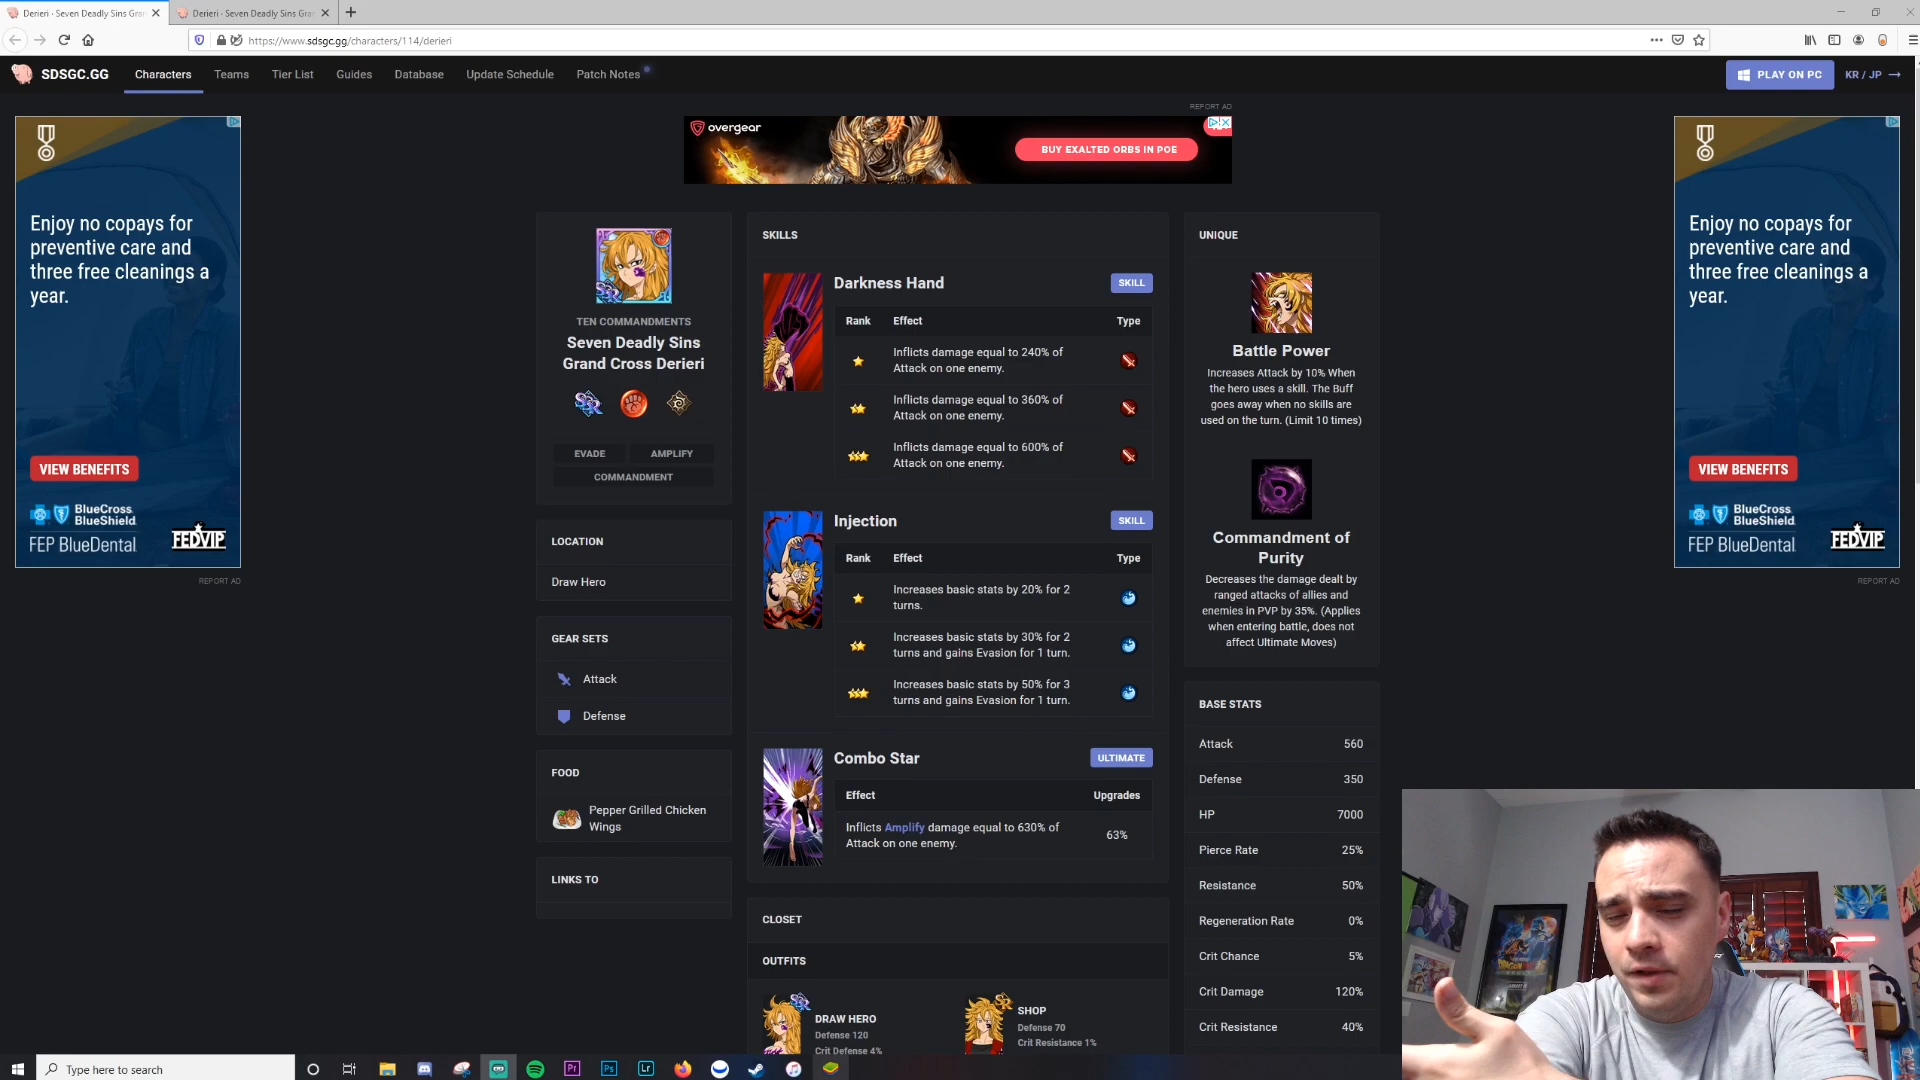 Derieri - Seven Deadly Sins Gran
Derieri - Seven Deadly Sins Gran
https://www.sdsgc.gg/characters/114/derieri
SDSGC.GG
Characters
Teams
Tier List
Guides
Database
Update Schedule
Patch Notes
PLAY ON PC
KR / JP
REPORT AD
overgear
BUY EXALTED ORBS IN POE
Enjoy no copays for
preventive care and
three free cleanings a
year.
VIEW BENEFITS
BlueCross
BlueShield
FEP BlueDental
FEDVIP
REPORT AD
TEN COMMANDMENTS
Seven Deadly Sins
Grand Cross Derieri
EVADE
AMPLIFY
COMMANDMENT
LOCATION
Draw Hero
GEAR SETS
Attack
Defense
FOOD
Pepper Grilled Chicken
Wings
LINKS TO
SKILLS
Darkness Hand
SKILL
Rank Effect Type
Inflicts damage equal to 240% of
Attack on one enemy.
Inflicts damage equal to 360% of
Attack on one enemy.
Inflicts damage equal to 600% of
Attack on one enemy.
Injection
SKILL
Rank Effect Type
Increases basic stats by 20% for 2
turns.
Increases basic stats by 30% for 2
turns and gains Evasion for 1 turn.
Increases basic stats by 50% for 3
turns and gains Evasion for 1 turn.
Combo Star
ULTIMATE
Effect Upgrades
Inflicts Amplify damage equal to 630% of
Attack on one enemy.
63%
CLOSET
OUTFITS
SR
DRAW HERO
Defense 120
Crit Defense 4%
SR
SHOP
Defense 70
Crit Resistance 1%
UNIQUE
Battle Power
Increases Attack by 10% When
the hero uses a skill. The Buff
goes away when no skills are
used on the turn. (Limit 10 times)
Commandment of
Purity
Decreases the damage dealt by
ranged attacks of allies and
enemies in PVP by 35%. (Applies
when entering battle, does not
affect Ultimate Moves)
BASE STATS
Attack 560
Defense 350
HP 7000
Pierce Rate 25%
Resistance 50%
Regeneration Rate 0%
Crit Chance 5%
Crit Damage 120%
Crit Resistance 40%
Enjoy no copays for
preventive care and
three free cleanings a
year.
VIEW BENEFITS
BlueCross
BlueShield
FEP BlueDental
FEDVIP
REPORT AD
Type here to search
Pr
Ps
Lr